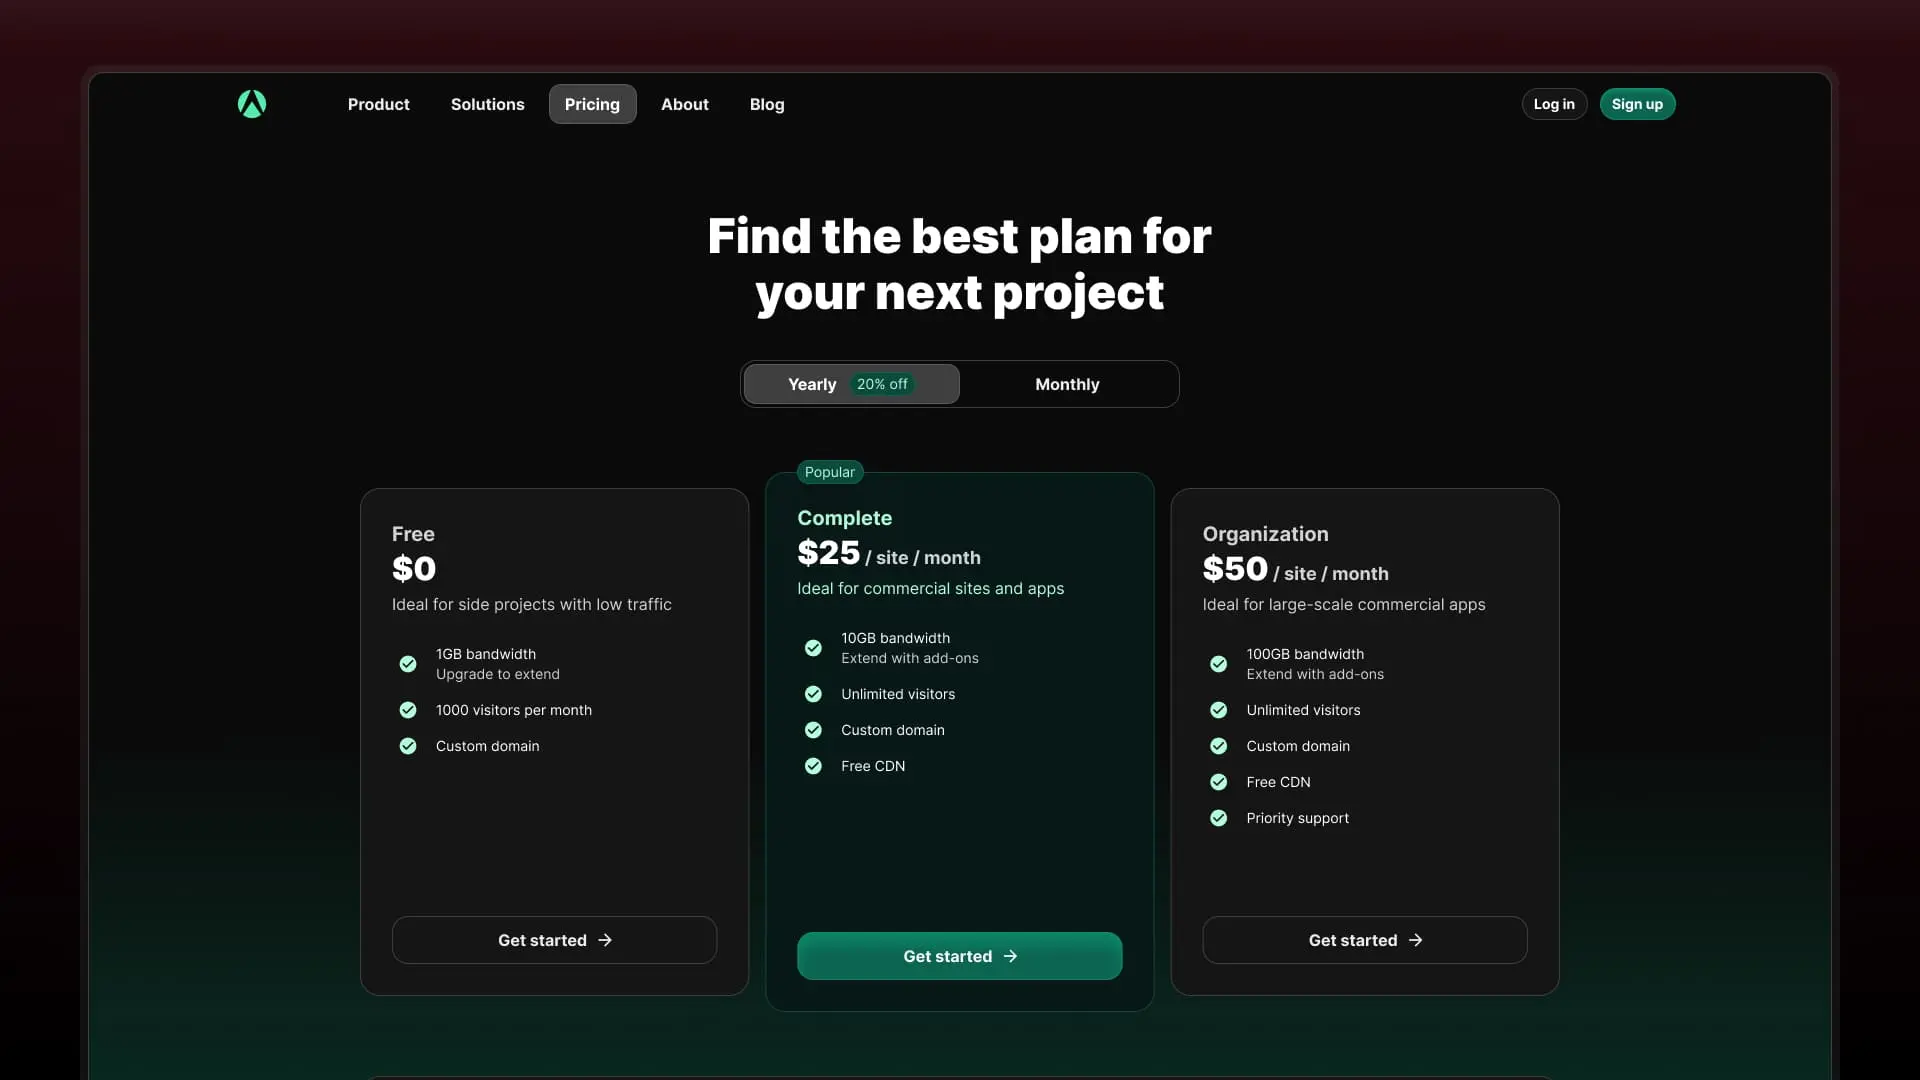 Product Solutions Pricing About Blog Log in Sign up
Find the best plan for
your next project
Yearly 20% off Monthly
Free
$0
Ideal for side projects with low traffic
1GB bandwidth
Upgrade to extend
1000 visitors per month
Custom domain
Get started
Popular
Complete
$25 / site / month
Ideal for commercial sites and apps
10GB bandwidth
Extend with add-ons
Unlimited visitors
Custom domain
Free CDN
Get started
Organization
$50 / site / month
Ideal for large-scale commercial apps
100GB bandwidth
Extend with add-ons
Unlimited visitors
Custom domain
Free CDN
Priority support
Get started